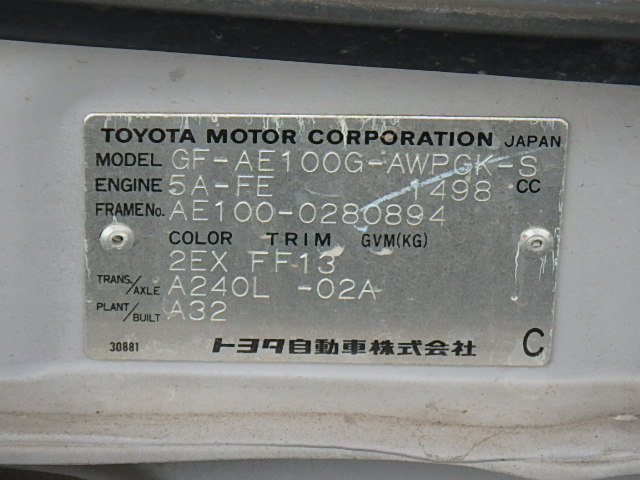 TOYOTA MOTOR CORPORATION JAPAN
MODEL GF-AE100G-AWPGK-S
ENGINE 5A-FE 1498 CC
FRAME No. AE100-0280894
COLOR TRIM GVM(KG)
2EX FF13
TRANS/AXLE A240L -02A
PLANT/BUILT A32
30881 トヨタ自動車株式会社 C